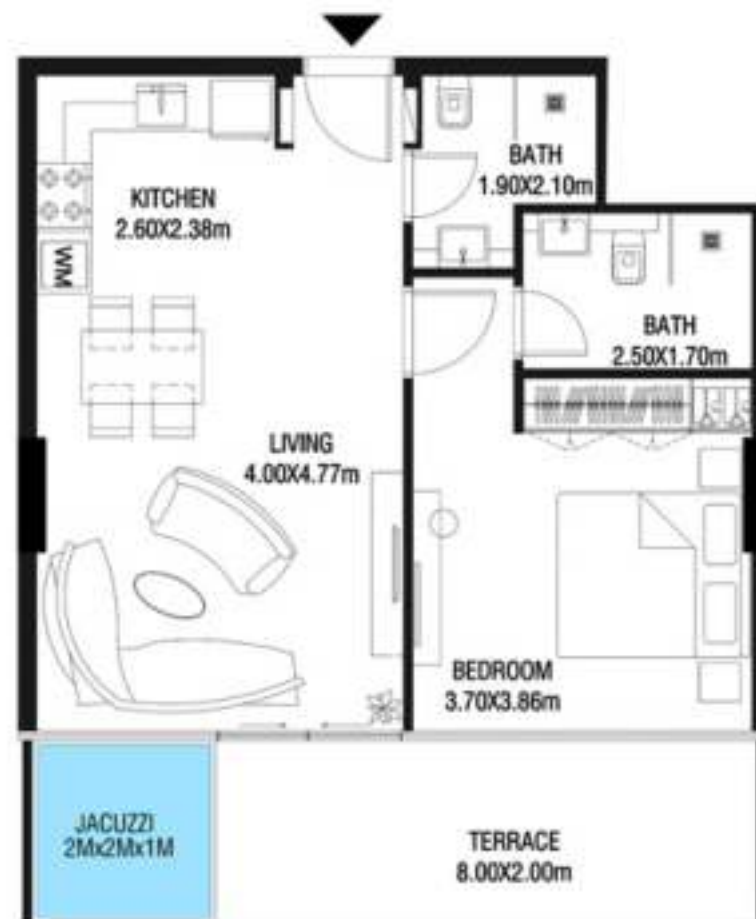 BATH
1.90X2.10m
KITCHEN
2.60X2.38m
WM
BATH
2.50X1.70m
LIVING
4.00X4.77m
BEDROOM
3.70X3.86m
JACUZZI
2Mx2Mx1M
TERRACE
8.00X2.00m